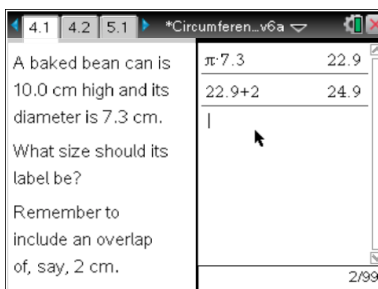 4.1 4.2 5.1 *Circumferen...v6a
A baked bean can is
10.0 cm high and its
diameter is 7.3 cm.
What size should its
label be?
Remember to
include an overlap
of, say, 2 cm.
π·7.3 22.9
22.9+2 24.9
2/99